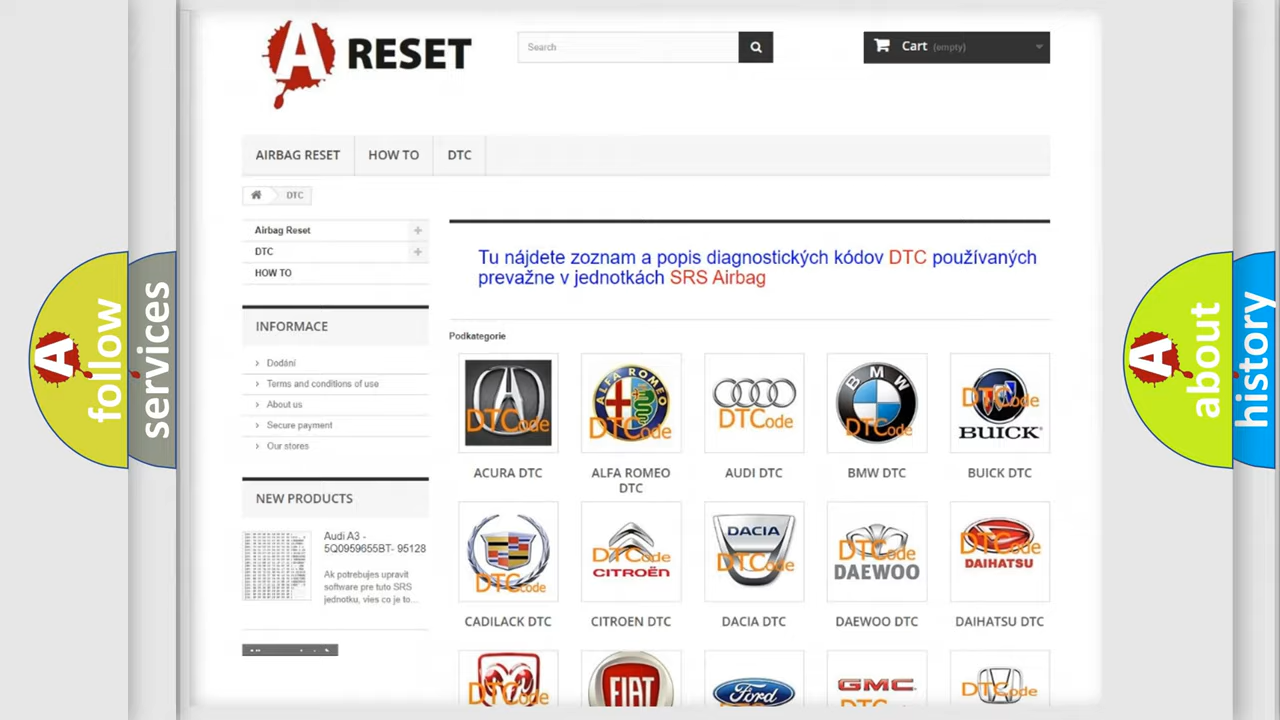 A RESET
Search
Cart (empty)
AIRBAG RESET
HOW TO
DTC
DTC
Airbag Reset
DTC
HOW TO
INFORMACE
Dodání
Terms and conditions of use
About us
Secure payment
Our stores
NEW PRODUCTS
Audi A3 -
5Q0959655BT- 95128
Ak potrebujes upravit
software pre tuto SRS
jednotku, vies co je to...
Tu nájdete zoznam a popis diagnostických kódov DTC používaných
prevažne v jednotkách SRS Airbag
Podkategorie
DTCode
ALFA ROMEO
DTCode
DTCode
BMW
DTCode
DTCode
BUICK
ACURA DTC
ALFA ROMEO
DTC
AUDI DTC
BMW DTC
BUICK DTC
DTCode
DTCode
CITROËN
DACIA
DTCode
DTCode
DAEWOO
DTCode
DAIHATSU
CADILACK DTC
CITROEN DTC
DACIA DTC
DAEWOO DTC
DAIHATSU DTC
DTCode
FIAT
Ford
GMC
DTCode
A follow
services
A about
history